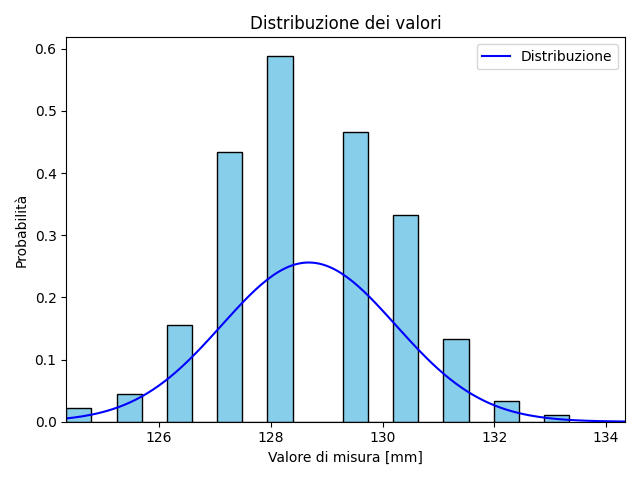 Distribuzione dei valori
Distribuzione
0.6
0.5
0.4
0.3
0.2
0.1
0.0
Probabilità
126 128 130 132 134
Valore di misura [mm]